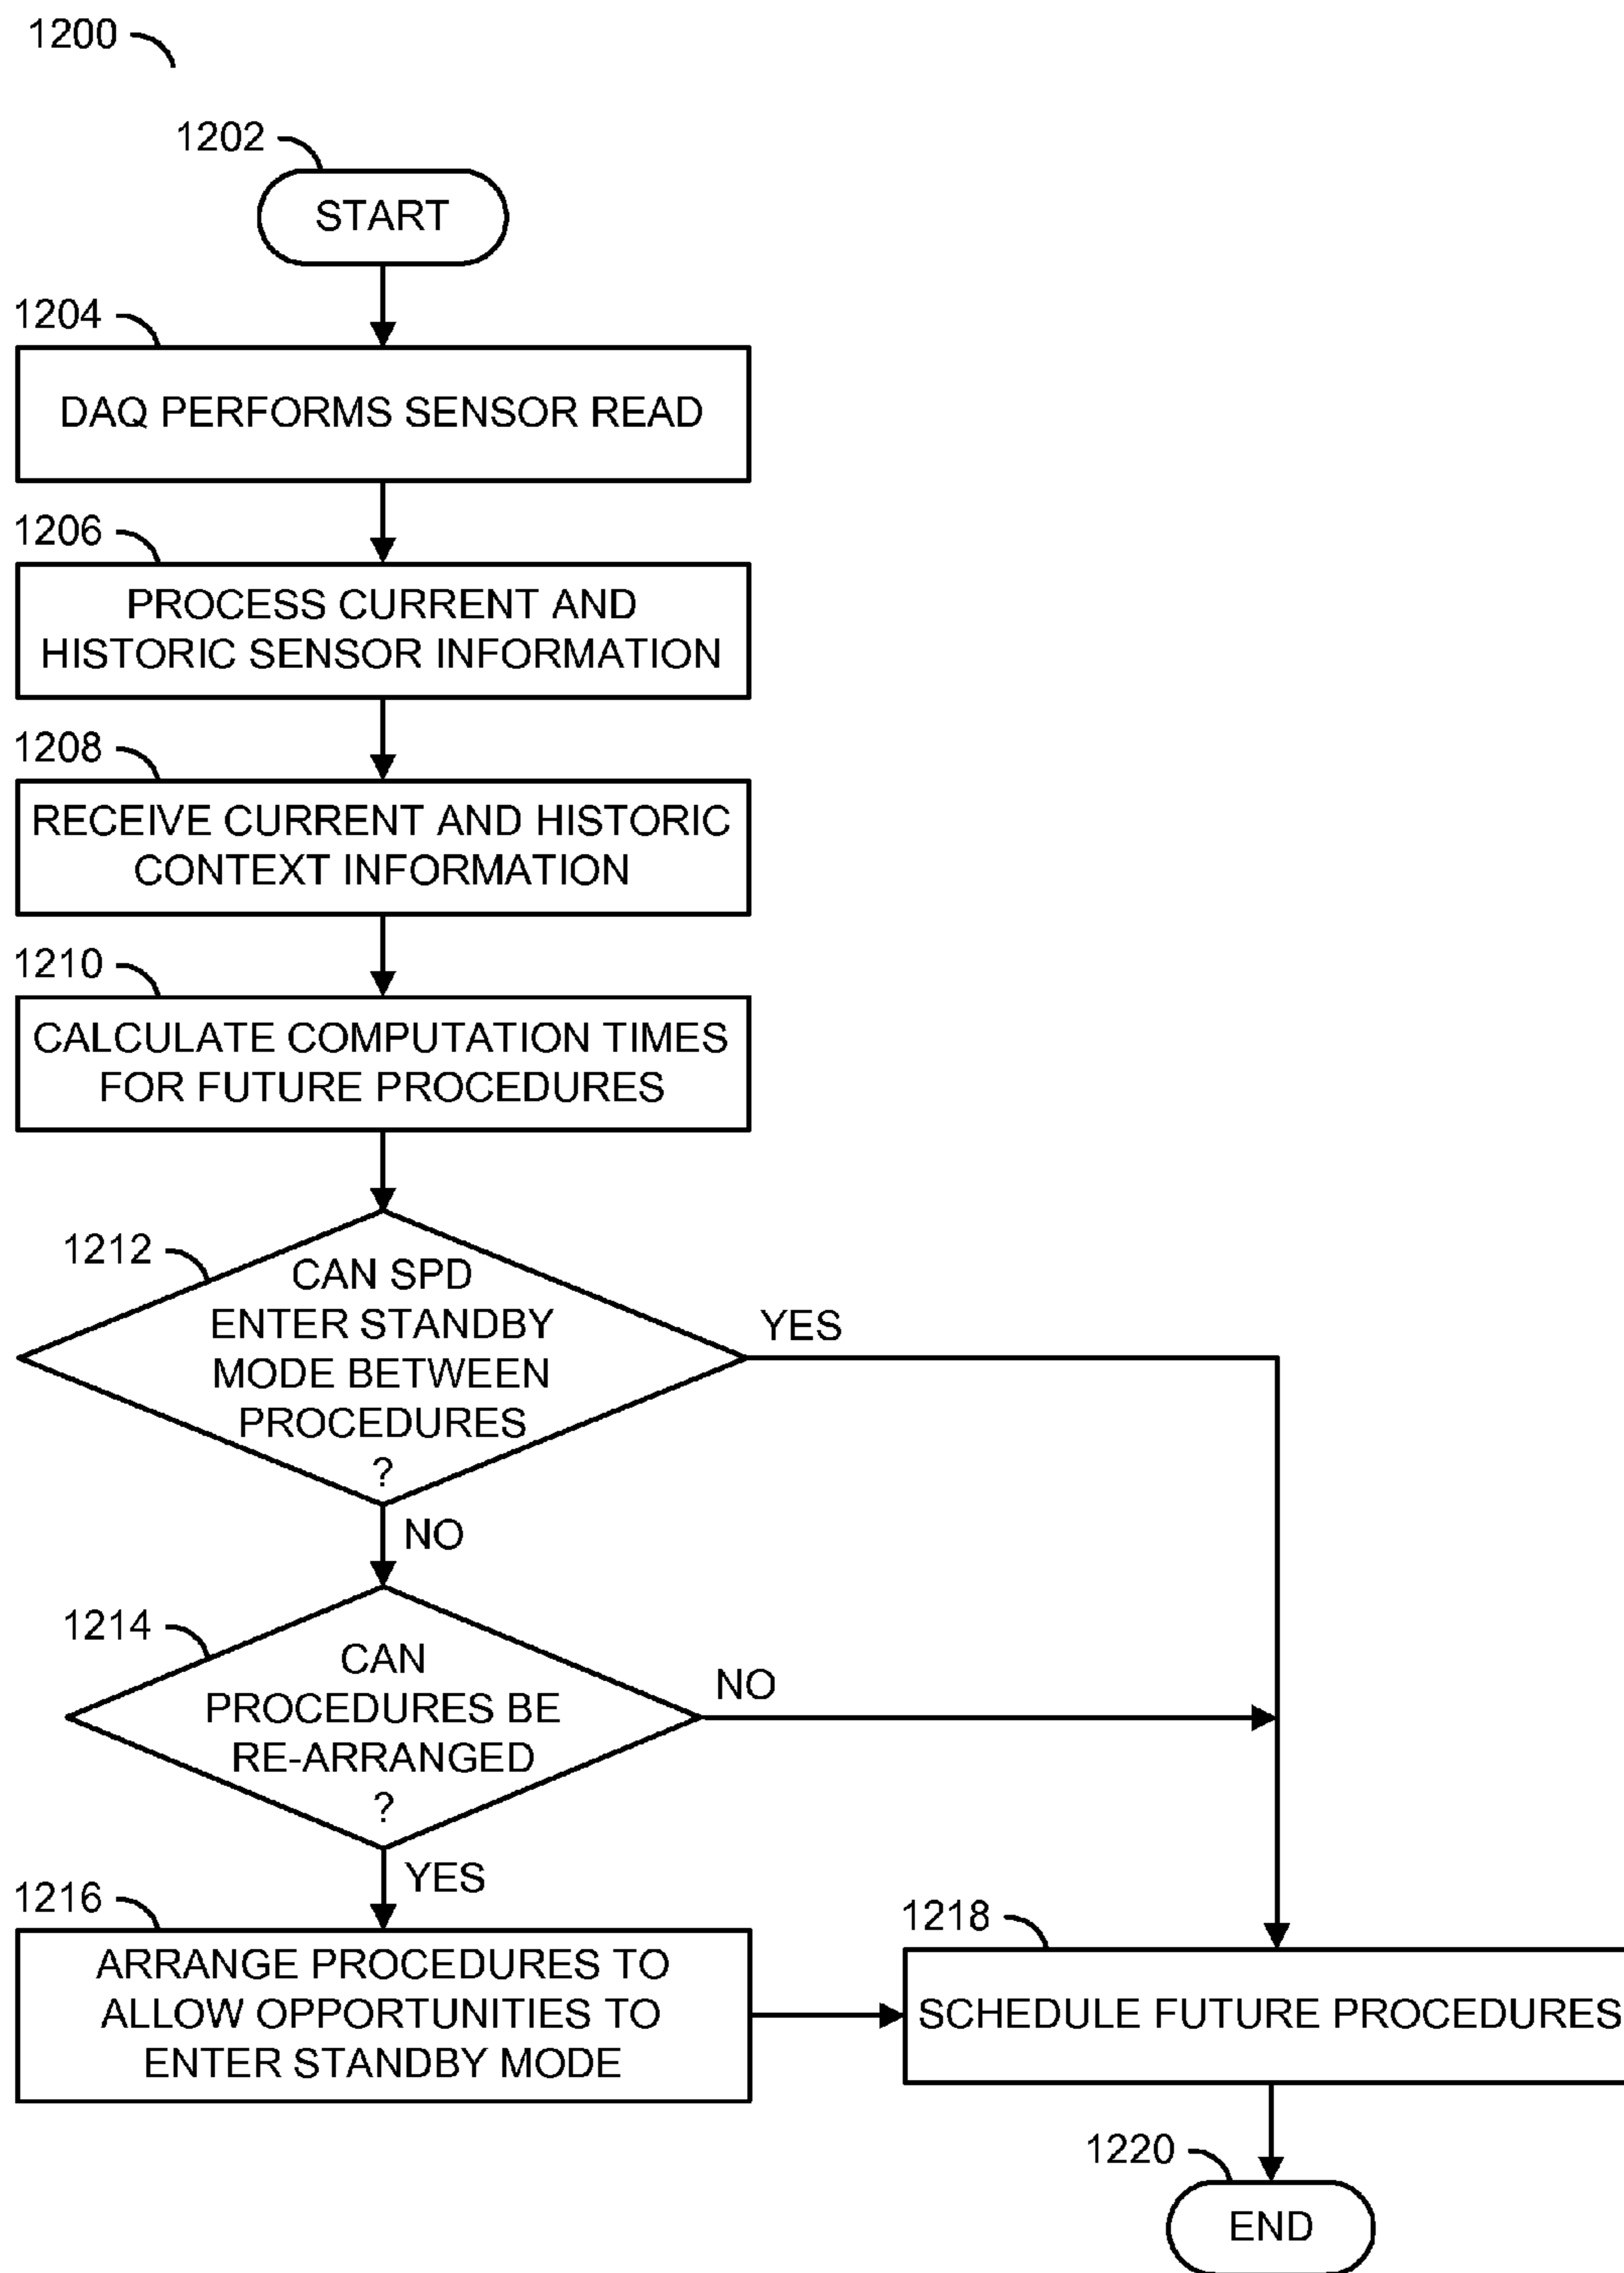 1200
1202
START
1204
DAQ PERFORMS SENSOR READ
1206
PROCESS CURRENT AND
HISTORIC SENSOR INFORMATION
1208
RECEIVE CURRENT AND HISTORIC
CONTEXT INFORMATION
1210
CALCULATE COMPUTATION TIMES
FOR FUTURE PROCEDURES
1212
CAN SPD
ENTER STANDBY
MODE BETWEEN
PROCEDURES
?
YES
NO
1214
CAN
PROCEDURES BE
RE-ARRANGED
?
NO
YES
1216
ARRANGE PROCEDURES TO
ALLOW OPPORTUNITIES TO
ENTER STANDBY MODE
1218
SCHEDULE FUTURE PROCEDURES
1220
END